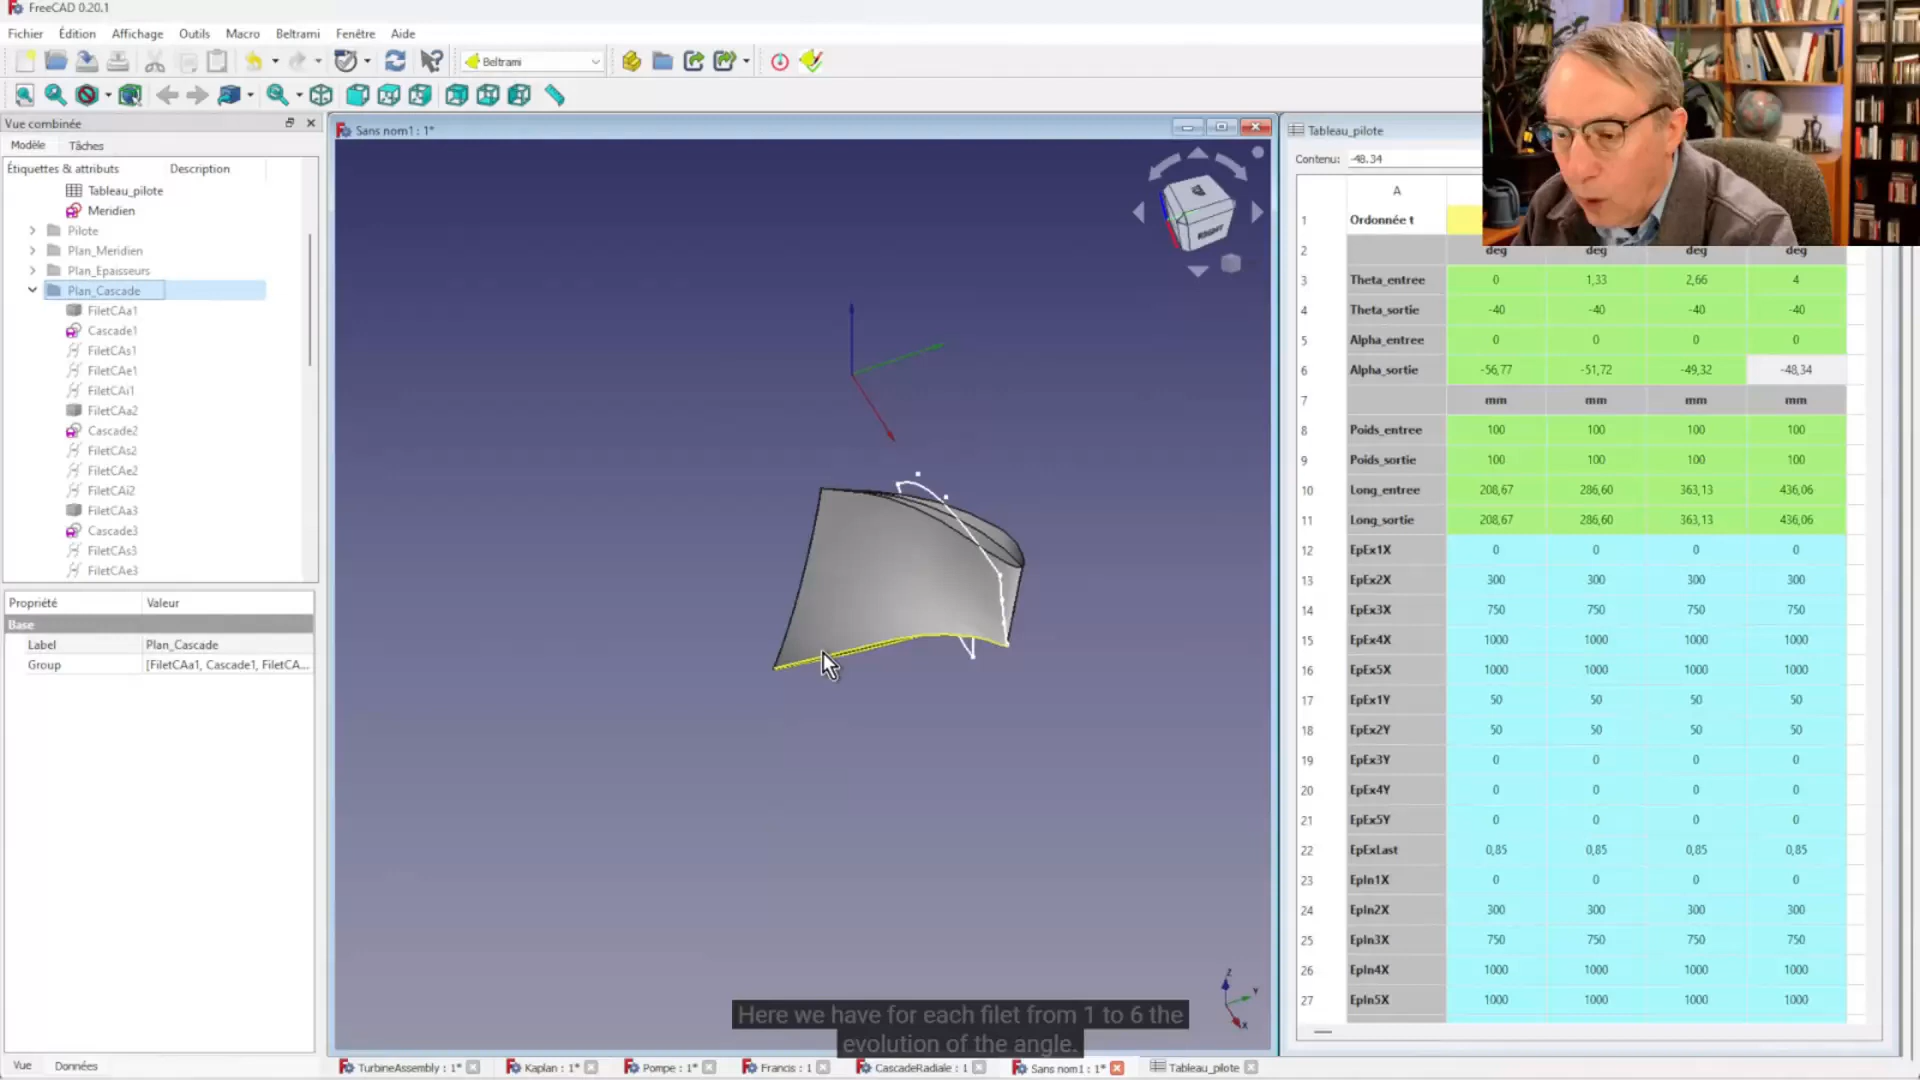 FreeCAD 0.20.1
Fichier Édition Affichage Outils Macro Beltrami Fenêtre Aide
Beltrami
Vue combinée
Modèle Tâches
Étiquettes & attributs Description
Tableau_pilote
Meridien
Pilote
Plan_Meridien
Plan_Epaisseurs
Plan_Cascade
FiletCAa1
Cascade1
FiletCAs1
FiletCAe1
FiletCAi1
FiletCAa2
Cascade2
FiletCAs2
FiletCAe2
FiletCAi2
FiletCAa3
Cascade3
FiletCAs3
FiletCAe3
Propriété Valeur
Base
Label Plan_Cascade
Group [FiletCAa1, Cascade1, FiletCA...
Vue Données
Sans nom1 : 1*
RIGHT
Z
Y
X
Here we have for each filet from 1 to 6 the
evolution of the angle.
TurbineAssembly : 1* Kaplan : 1* Pompe : 1* Francis : 1 CascadeRadiale : 1 Sans nom1 : 1* Tableau_pilote
Tableau_pilote
Contenu: -48.34
A
1 Ordonnée t
2 deg deg deg deg
3 Theta_entree 0 1,33 2,66 4
4 Theta_sortie -40 -40 -40 -40
5 Alpha_entree 0 0 0 0
6 Alpha_sortie -56,77 -51,72 -49,32 -48,34
7 mm mm mm mm
8 Poids_entree 100 100 100 100
9 Poids_sortie 100 100 100 100
10 Long_entree 208,67 286,60 363,13 436,06
11 Long_sortie 208,67 286,60 363,13 436,06
12 EpEx1X 0 0 0 0
13 EpEx2X 300 300 300 300
14 EpEx3X 750 750 750 750
15 EpEx4X 1000 1000 1000 1000
16 EpEx5X 1000 1000 1000 1000
17 EpEx1Y 50 50 50 50
18 EpEx2Y 50 50 50 50
19 EpEx3Y 0 0 0 0
20 EpEx4Y 0 0 0 0
21 EpEx5Y 0 0 0 0
22 EpExLast 0,85 0,85 0,85 0,85
23 EpIn1X 0 0 0 0
24 EpIn2X 300 300 300 300
25 EpIn3X 750 750 750 750
26 EpIn4X 1000 1000 1000 1000
27 EpIn5X 1000 1000 1000 1000